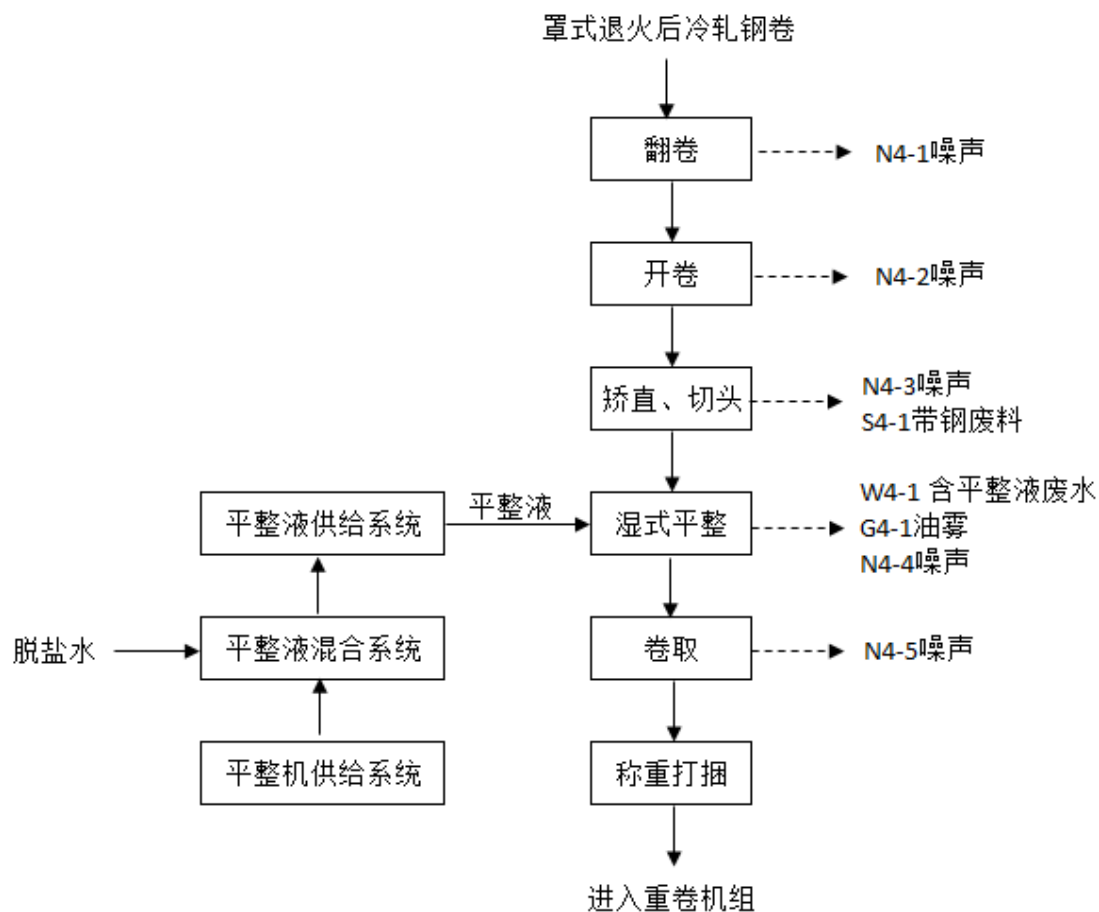 罩式退火后冷轧钢卷
翻卷
N4-1噪声
开卷
N4-2噪声
矫直、切头
N4-3噪声
S4-1带钢废料
平整液供给系统
平整液
湿式平整
W4-1 含平整液废水
G4-1油雾
N4-4噪声
脱盐水
平整液混合系统
卷取
N4-5噪声
平整机供给系统
称重打捆
进入重卷机组